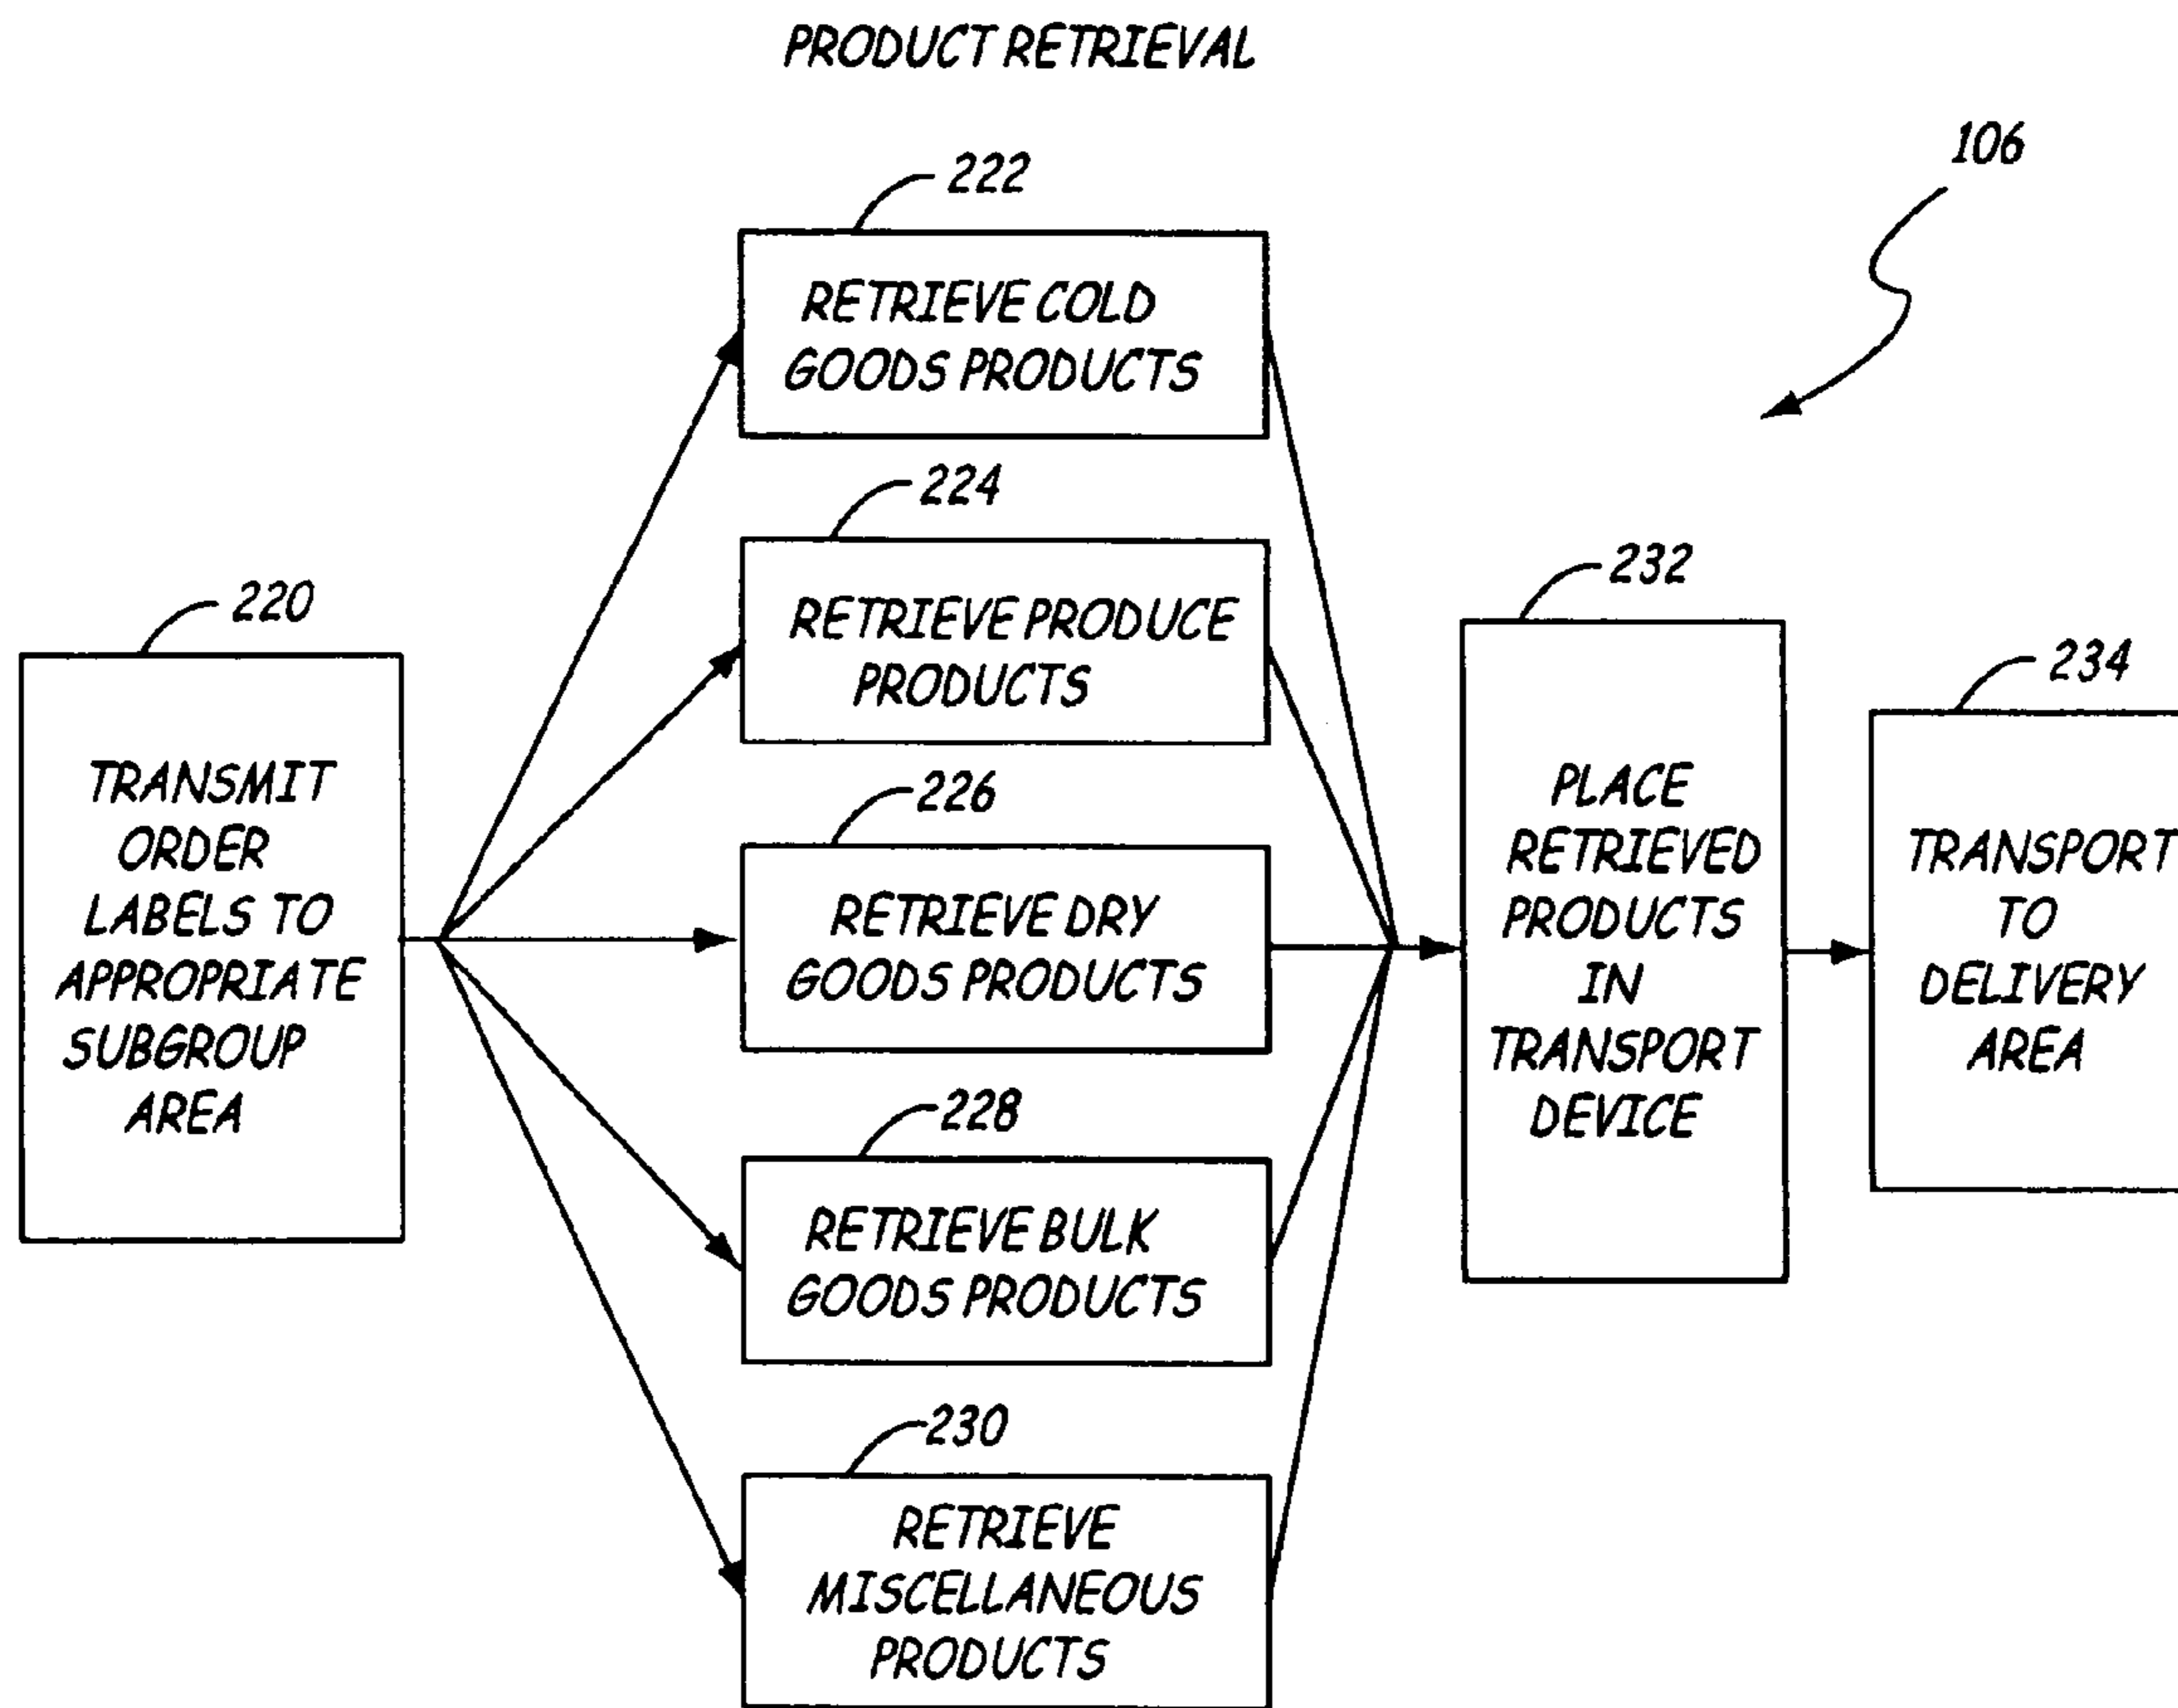 PRODUCT RETRIEVAL
106
222
RETRIEVE COLD
GOODS PRODUCTS
224
RETRIEVE PRODUCE
PRODUCTS
226
RETRIEVE DRY
GOODS PRODUCTS
228
RETRIEVE BULK
GOODS PRODUCTS
230
RETRIEVE
MISCELLANEOUS
PRODUCTS
220
TRANSMIT
ORDER
LABELS TO
APPROPRIATE
SUBGROUP
AREA
232
PLACE
RETRIEVED
PRODUCTS
IN
TRANSPORT
DEVICE
234
TRANSPORT
TO
DELIVERY
AREA